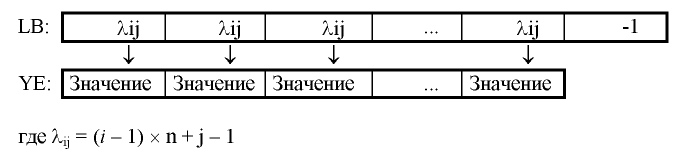 LB: λij λij λij ... λij -1
YE: Значение Значение Значение ... Значение
где λij = (i – 1) × n + j – 1